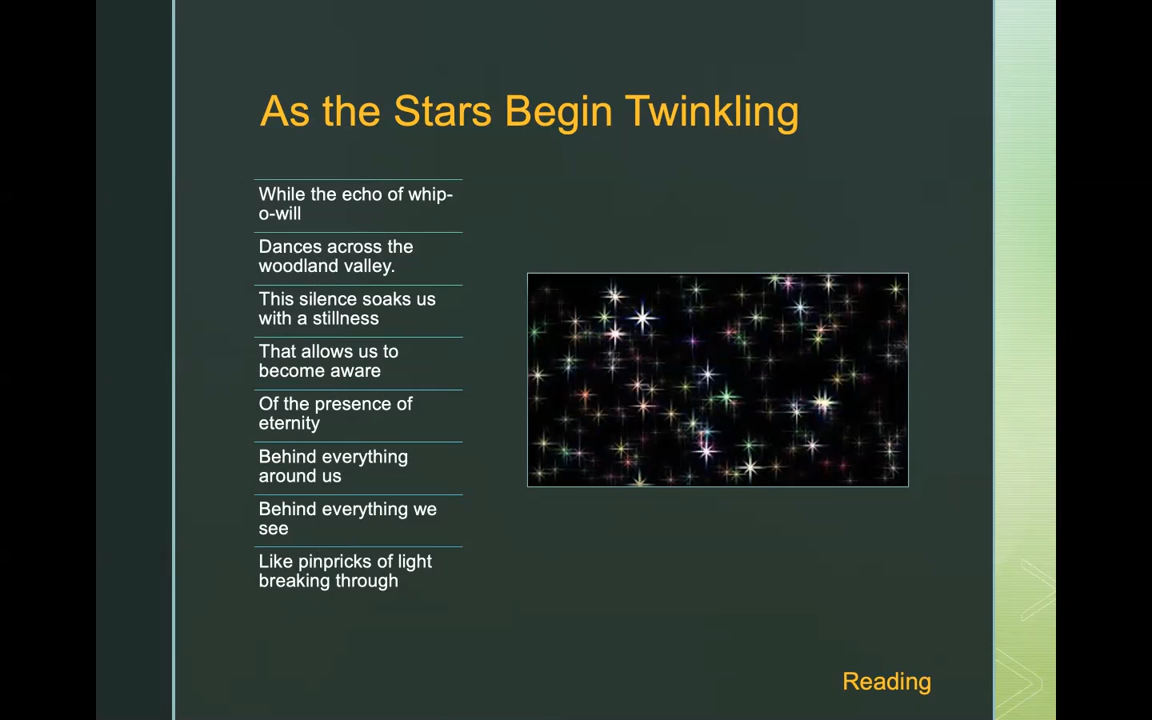 As the Stars Begin Twinkling
While the echo of whip-
o-will
Dances across the
woodland valley.
This silence soaks us
with a stillness
That allows us to
become aware
Of the presence of
eternity
Behind everything
around us
Behind everything we
see
Like pinpricks of light
breaking through
Reading